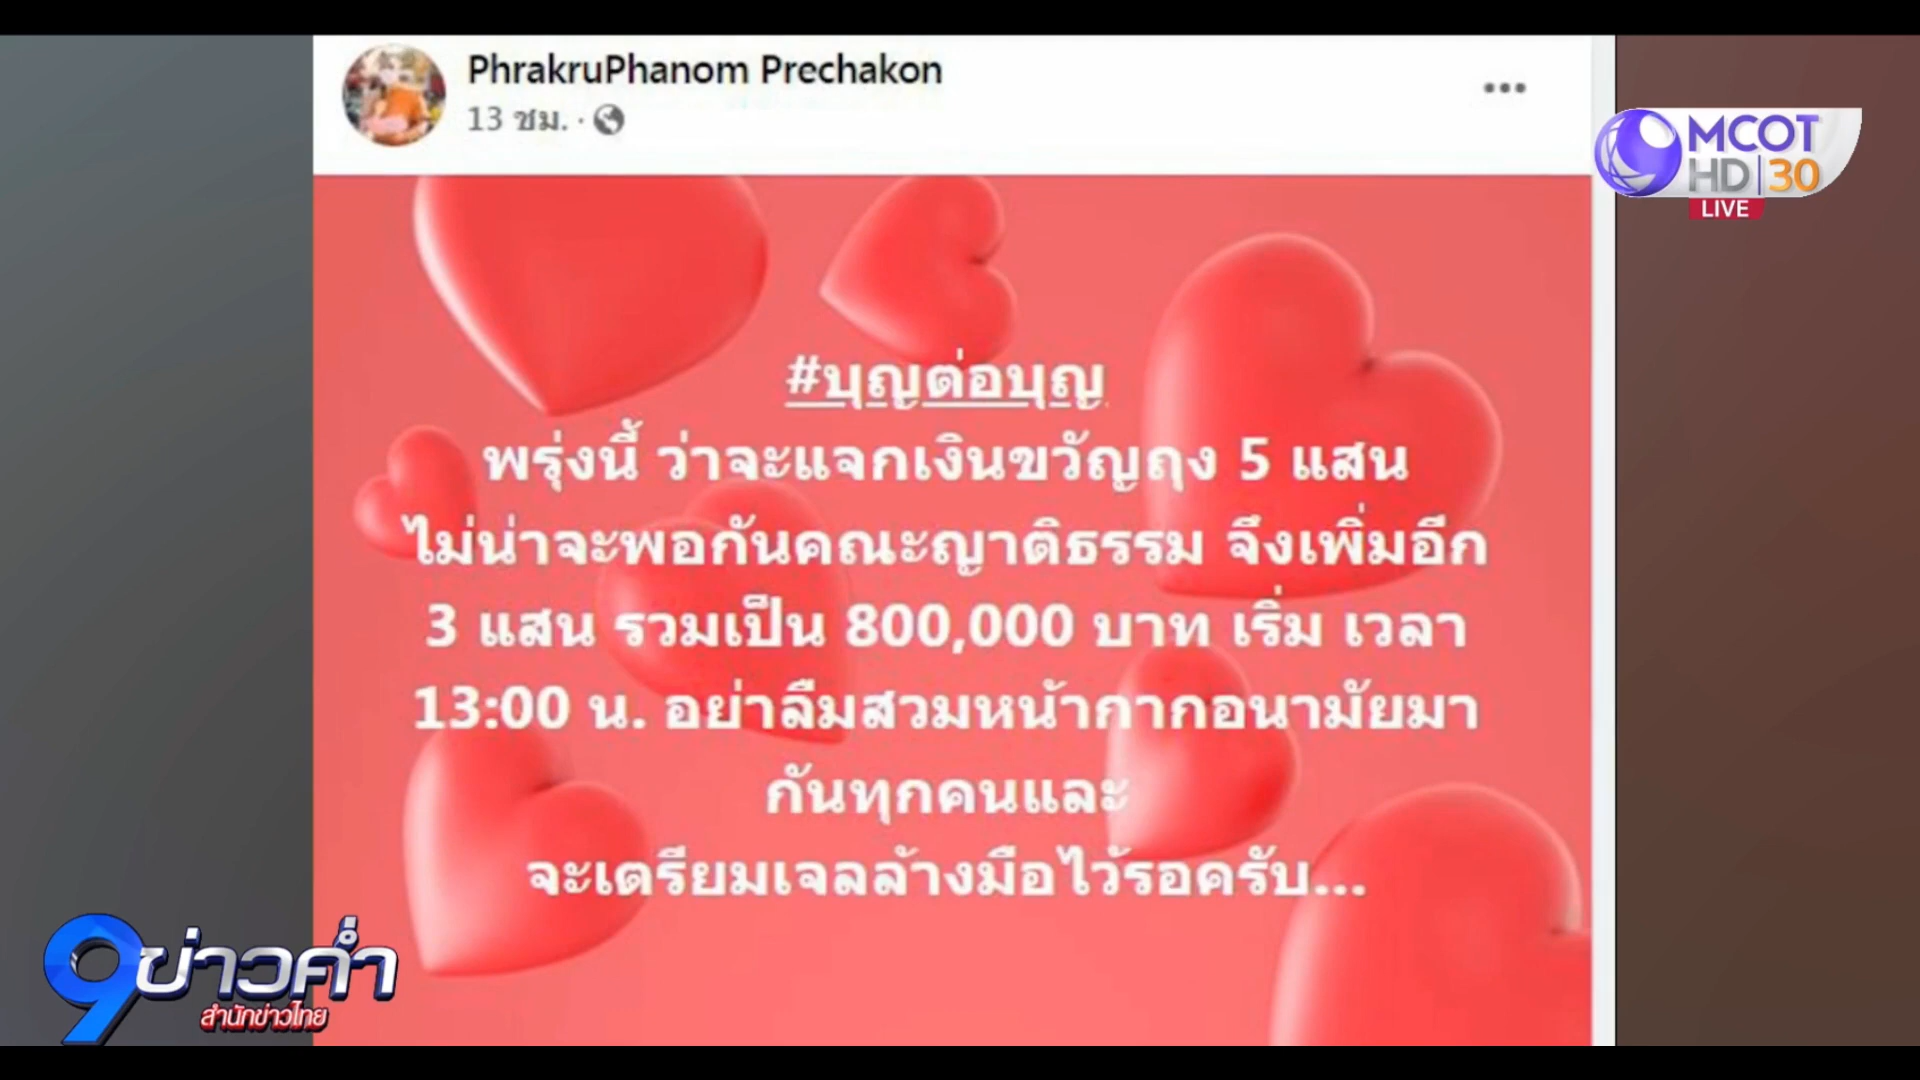 PhrakruPhanom Prechakon
13 ชม. ·
MCOT
HD 30
LIVE
#บุญต่อบุญ
พรุ่งนี้ ว่าจะแจกเงินขวัญถุง 5 แสน
ไม่น่าจะพอกันคณะญาติธรรม จึงเพิ่มอีก
3 แสน รวมเป็น 800,000 บาท เริ่ม เวลา
13:00 น. อย่าลืมสวมหน้ากากอนามัยมา
กันทุกคนและ
จะเตรียมเจลล้างมือไว้รอครับ...
9ข่าวค่ำ
สำนักข่าวไทย